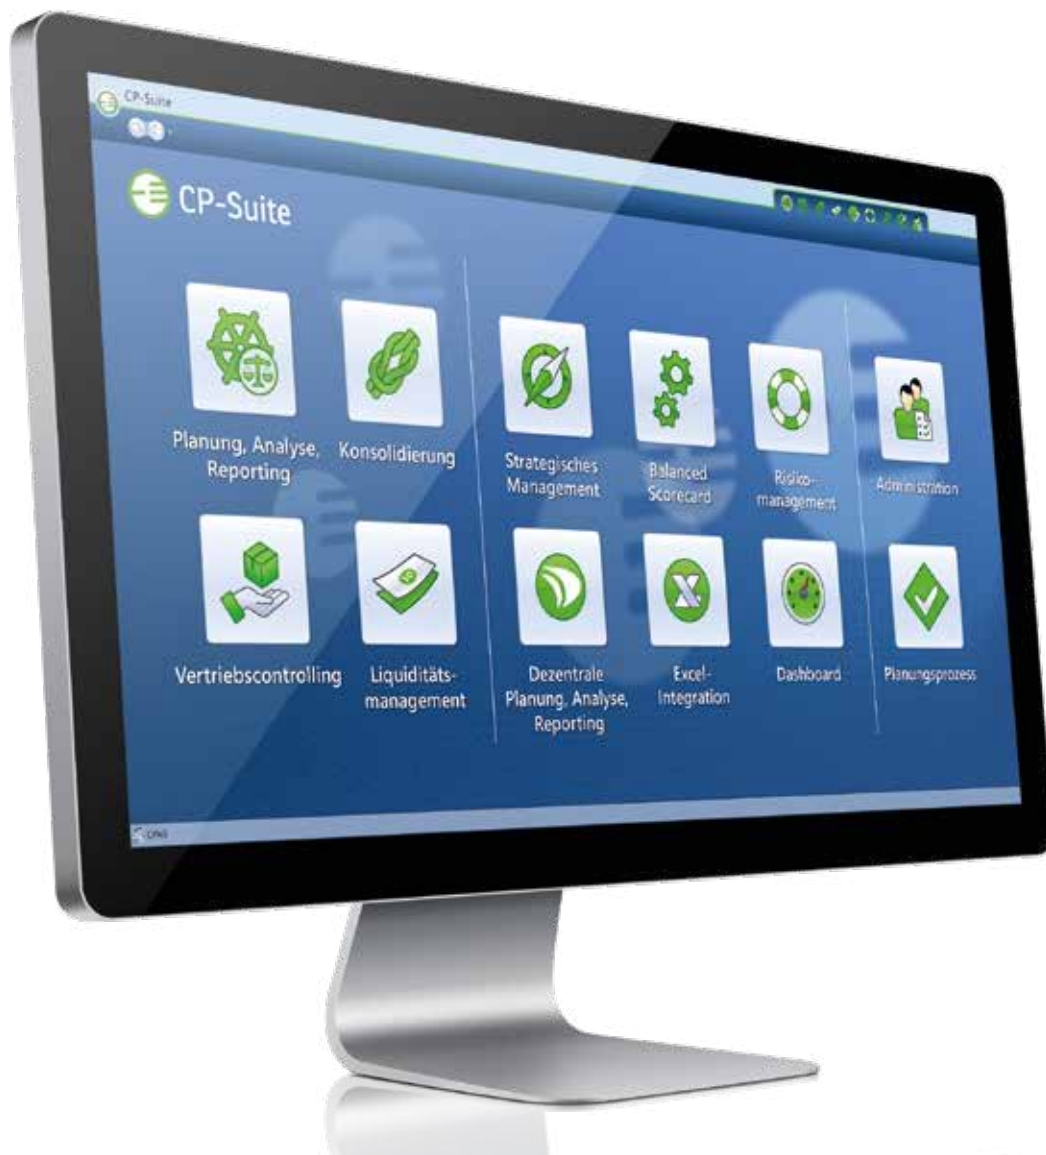 CP-Suite
CP-Suite
Planung, Analyse,
Reporting
Konsolidierung
Strategisches
Management
Balanced
Scorecard
Risiko-
management
Administration
Vertriebscontrolling
Liquiditäts-
management
Dezentrale
Planung, Analyse,
Reporting
Excel-
Integration
Dashboard
Planungsprozess